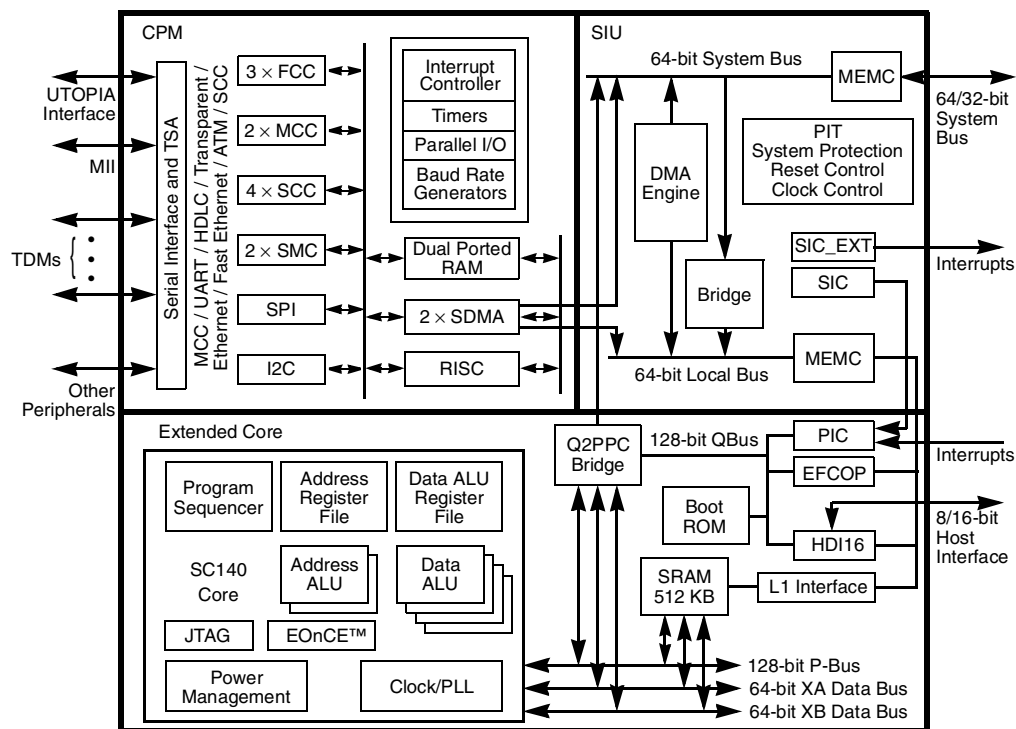 CPM
SIU
UTOPIA
Interface
MII
TDMs
Other
Peripherals
Serial Interface and TSA
MCC / UART / HDLC / Transparent /
Ethernet / Fast Ethernet / ATM / SCC
3 × FCC
2 × MCC
4 × SCC
2 × SMC
SPI
I2C
Interrupt
Controller
Timers
Parallel I/O
Baud Rate
Generators
Dual Ported
RAM
2 × SDMA
RISC
64-bit System Bus
MEMC
64/32-bit
System
Bus
DMA
Engine
PIT
System Protection
Reset Control
Clock Control
SIC_EXT
Interrupts
SIC
Bridge
MEMC
64-bit Local Bus
Extended Core
Program
Sequencer
Address
Register
File
Data ALU
Register
File
SC140
Core
Address
ALU
Data
ALU
JTAG
EOnCE™
Power
Management
Clock/PLL
Q2PPC
Bridge
128-bit QBus
PIC
Interrupts
EFCOP
Boot
ROM
HDI16
8/16-bit
Host
Interface
SRAM
512 KB
L1 Interface
128-bit P-Bus
64-bit XA Data Bus
64-bit XB Data Bus